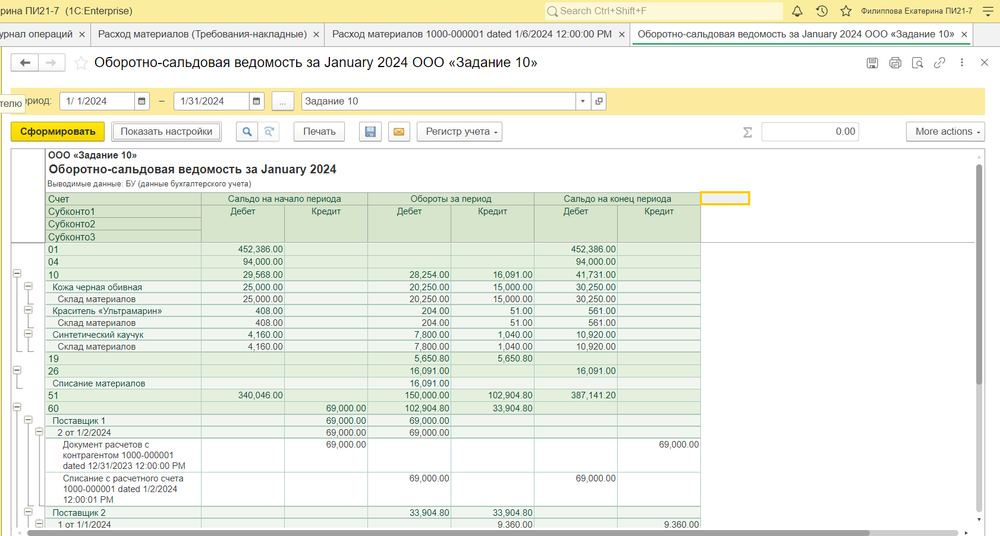 рина ПИ21-7 (1C:Enterprise)
Search Ctrl+Shift+F
Филиппова Екатерина ПИ21-7
урнал операций ×
Расход материалов (Требования-накладные) ×
Расход материалов 1000-000001 dated 1/6/2024 12:00:00 PM ×
Оборотно-сальдовая ведомость за January 2024 ООО «Задание 10» ×
Оборотно-сальдовая ведомость за January 2024 ООО «Задание 10»
телю
ериод: 1/ 1/2024 – 1/31/2024 ... Задание 10
Сформировать Показать настройки Печать Регистр учета Σ 0.00 More actions
ООО «Задание 10»
Оборотно-сальдовая ведомость за January 2024
Выводимые данные: БУ (данные бухгалтерского учета)
Счет Сальдо на начало периода Обороты за период Сальдо на конец периода
Субконто1 Дебет Кредит Дебет Кредит Дебет Кредит
Субконто2
Субконто3
01 452,386.00 452,386.00
04 94,000.00 94,000.00
10 29,568.00 28,254.00 16,091.00 41,731.00
Кожа черная обивная 25,000.00 20,250.00 15,000.00 30,250.00
Склад материалов 25,000.00 20,250.00 15,000.00 30,250.00
Краситель «Ультрамарин» 408.00 204.00 51.00 561.00
Склад материалов 408.00 204.00 51.00 561.00
Синтетический каучук 4,160.00 7,800.00 1,040.00 10,920.00
Склад материалов 4,160.00 7,800.00 1,040.00 10,920.00
19 5,650.80 5,650.80
26 16,091.00 16,091.00
Списание материалов 16,091.00
51 340,046.00 150,000.00 102,904.80 387,141.20
60 69,000.00 102,904.80 33,904.80
Поставщик 1 69,000.00 69,000.00
2 от 1/2/2024 69,000.00 69,000.00
Документ расчетов с 69,000.00 69,000.00
контрагентом 1000-000001
dated 12/31/2023 12:00:00 PM
Списание с расчетного счета 69,000.00 69,000.00
1000-000001 dated 1/2/2024
12:00:01 PM
Поставщик 2 33,904.80 33,904.80
1 от 1/1/2024 9,360.00 9,360.00